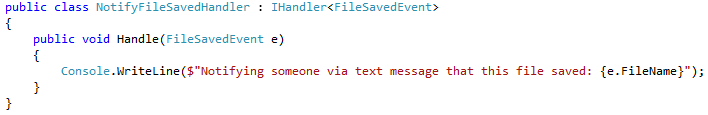 public class NotifyFileSavedHandler : IHandler<FileSavedEvent>
{
    public void Handle(FileSavedEvent e)
    {
        Console.WriteLine($"Notifying someone via text message that this file saved: {e.FileName}");
    }
}